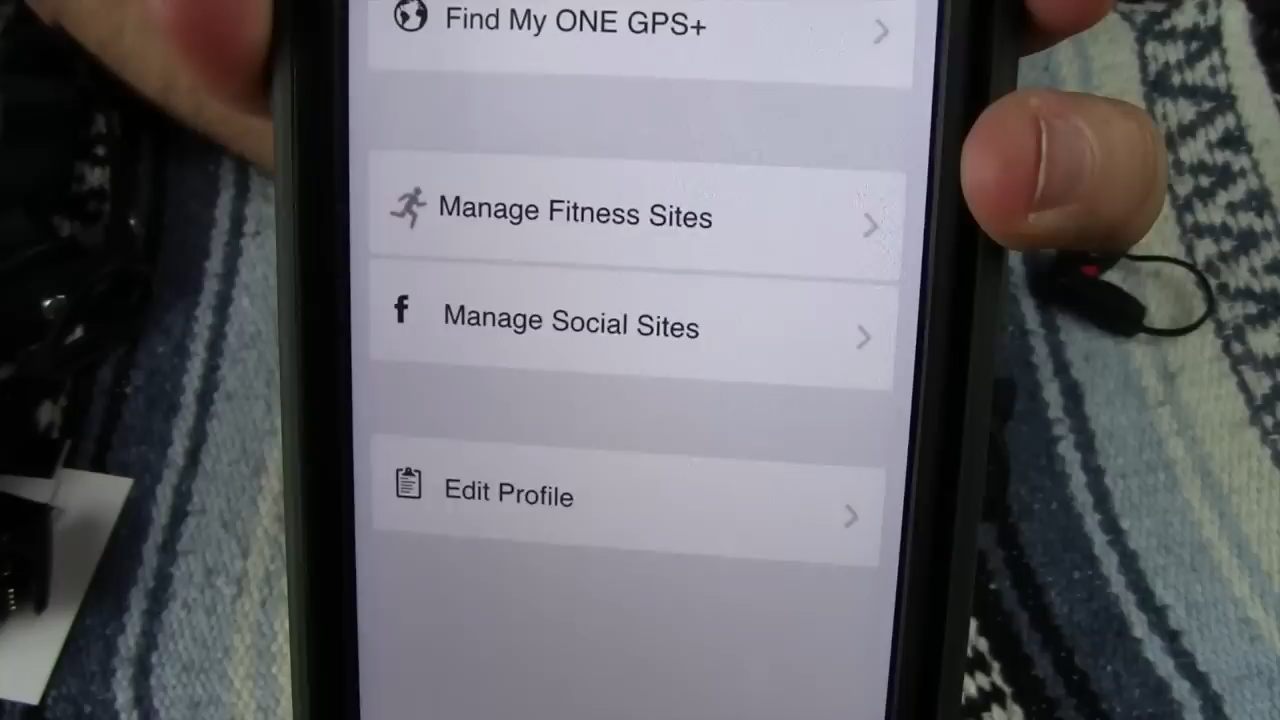 Find My ONE GPS+
Manage Fitness Sites
f Manage Social Sites
Edit Profile